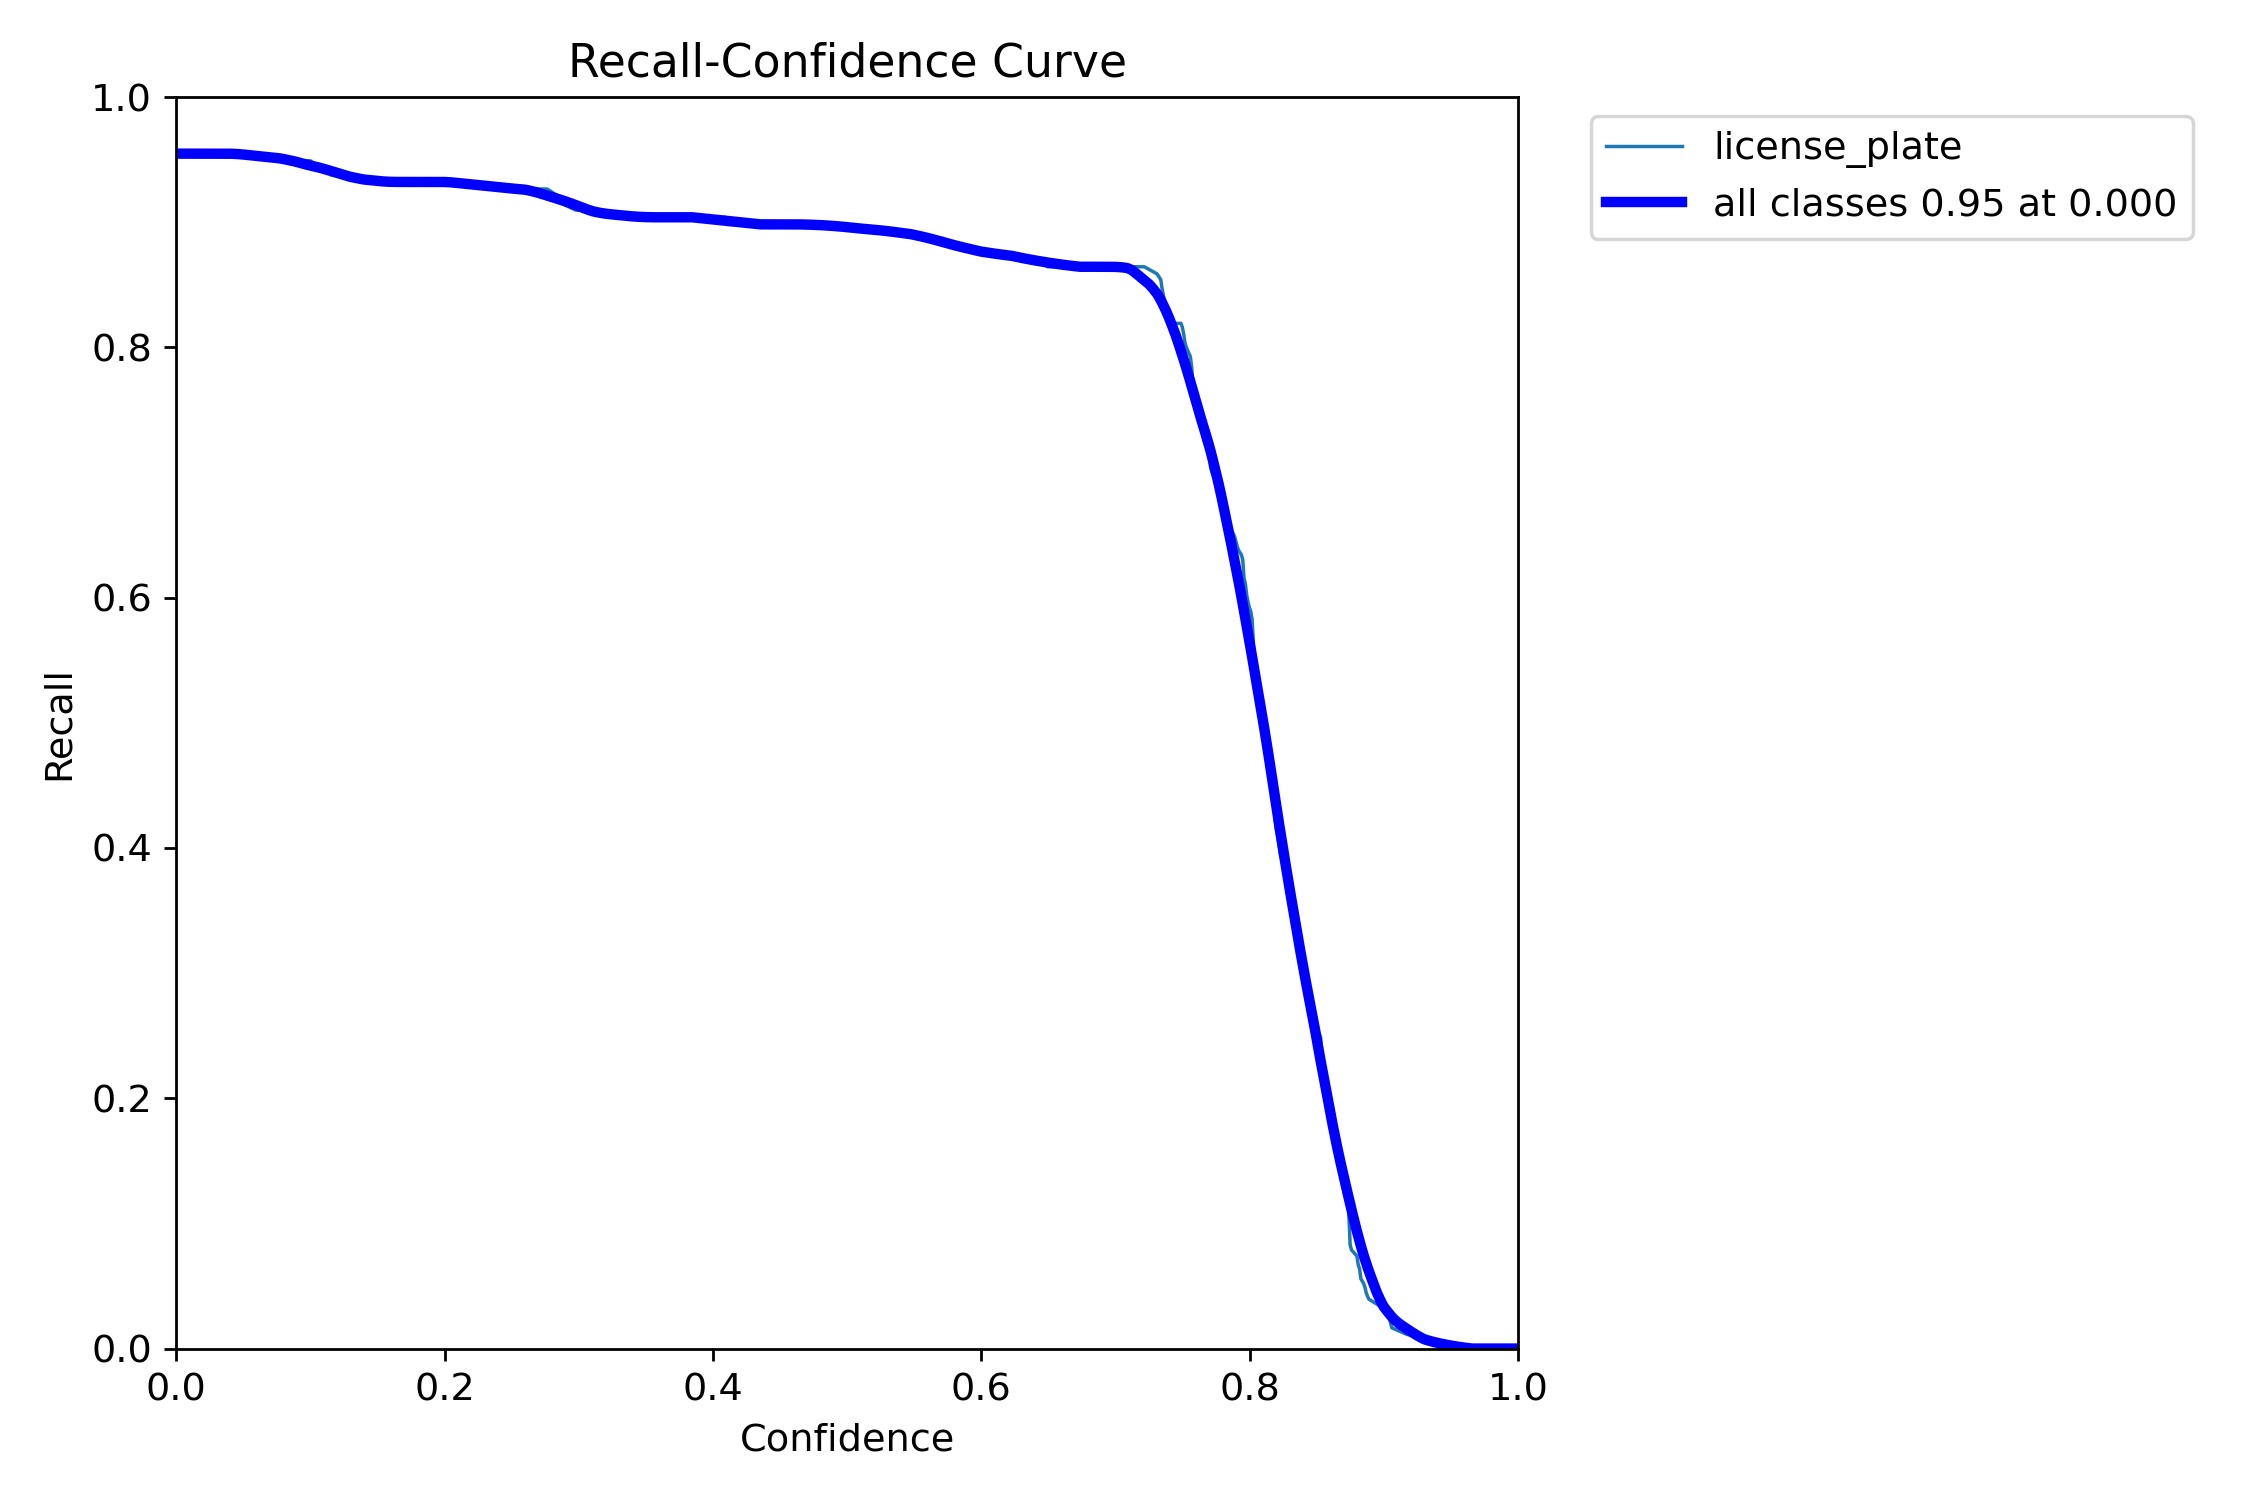 Recall-Confidence Curve
1.0
0.8
0.6
0.4
0.2
0.0
Recall
0.0 0.2 0.4 0.6 0.8 1.0
Confidence
license_plate
all classes 0.95 at 0.000